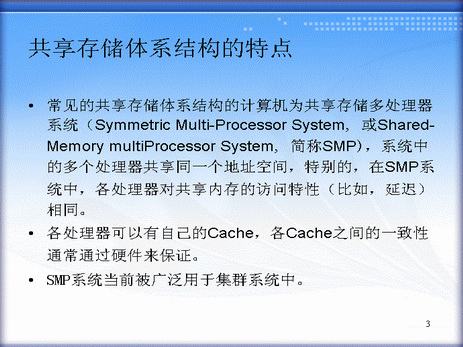 共享存储体系结构的特点
• 常见的共享存储体系结构的计算机为共享存储多处理器
系统（Symmetric Multi-Processor System，或Shared-
Memory multiProcessor System，简称SMP），系统中
的多个处理器共享同一个地址空间，特别的，在SMP系
统中，各处理器对共享内存的访问特性（比如，延迟）
相同。
• 各处理器可以有自己的Cache，各Cache之间的一致性
通常通过硬件来保证。
• SMP系统当前被广泛用于集群系统中。
3